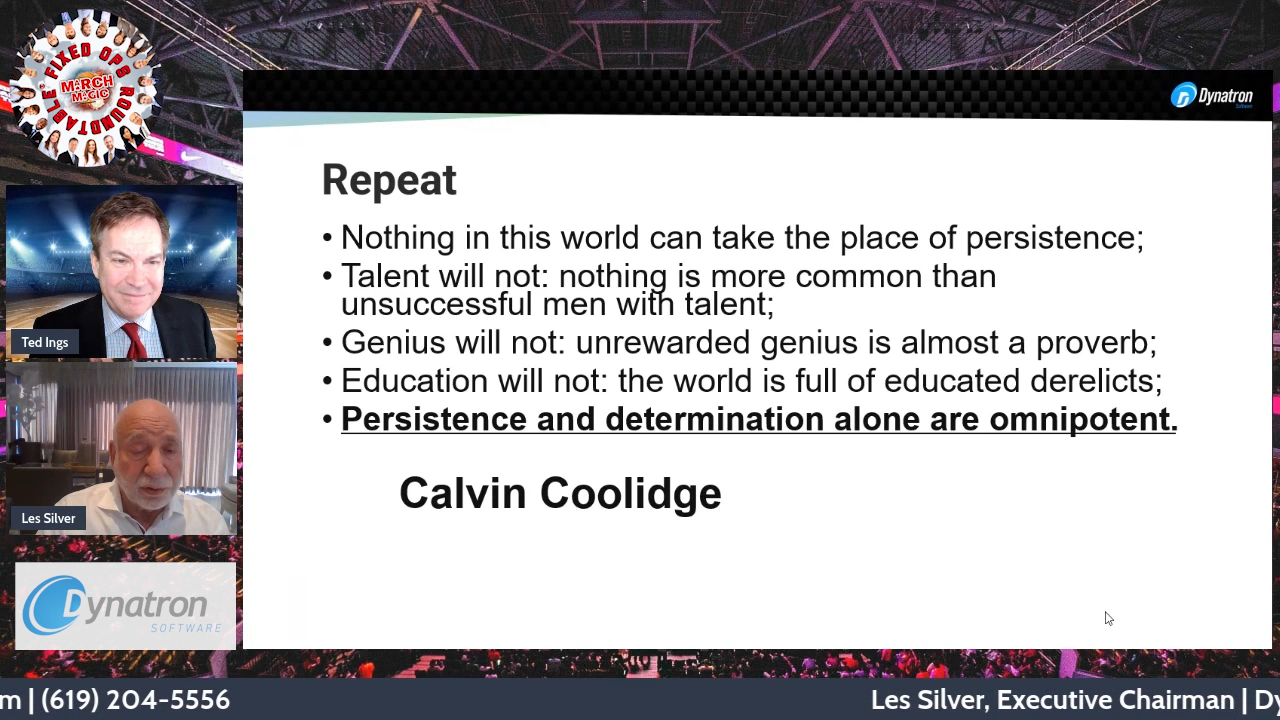 FIXED OPS
MARCH
MAGIC
ROUNDTABLE
Dynatron
Software
Repeat
• Nothing in this world can take the place of persistence;
• Talent will not: nothing is more common than
unsuccessful men with talent;
• Genius will not: unrewarded genius is almost a proverb;
• Education will not: the world is full of educated derelicts;
• Persistence and determination alone are omnipotent.
Calvin Coolidge
Ted Ings
Les Silver
Dynatron
SOFTWARE
m | (619) 204-5556
Les Silver, Executive Chairman | Dy